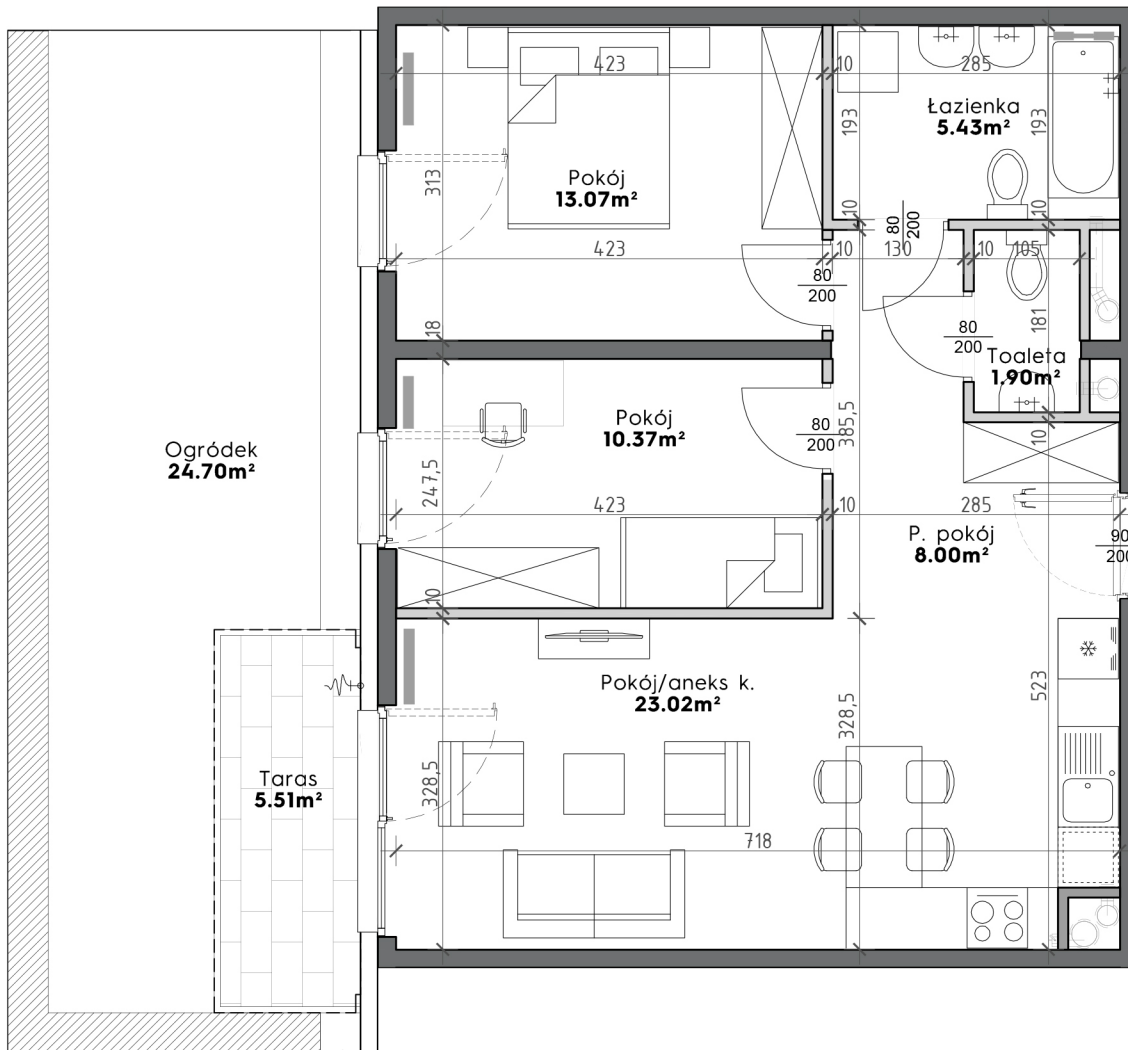 423
10
285
Łazienka
5.43m²
193
193
313
Pokój
13.07m²
10
10
80
200
423
10
130
10
105
80
200
18
181
80
200
Toaleta
1.90m²
Pokój
10.37m²
80
200
385,5
10
Ogródek
24.70m²
247,5
423
10
285
P. pokój
8.00m²
90
200
10
Pokój/aneks k.
23.02m²
523
328,5
328,5
Taras
5.51m²
718